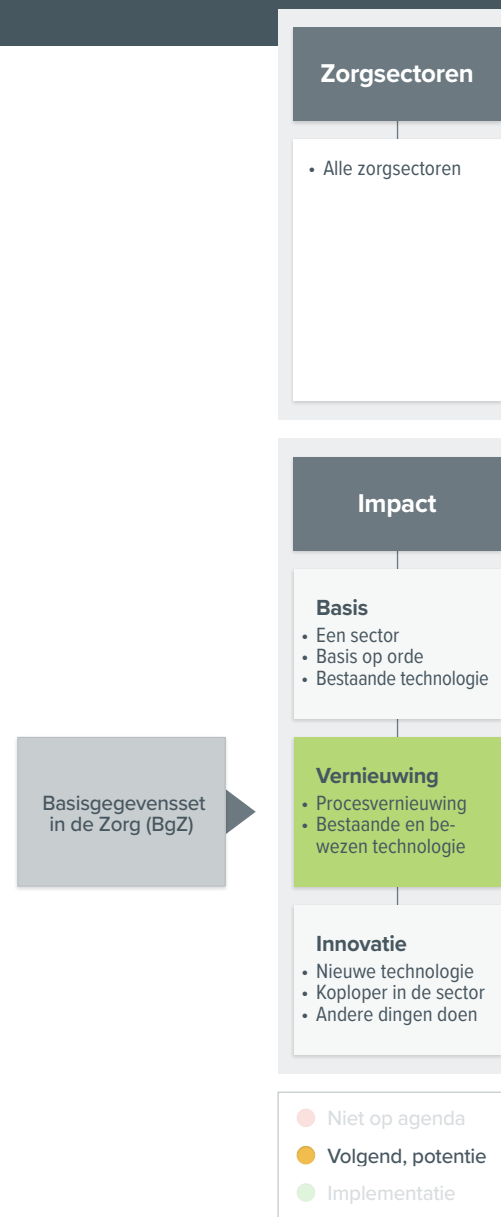 Zorgsectoren
• Alle zorgsectoren
Impact
Basis
• Een sector
• Basis op orde
• Bestaande technologie
Basisgegevensset
in de Zorg (BgZ)
Vernieuwing
• Procesvernieuwing
• Bestaande en be-
wezen technologie
Innovatie
• Nieuwe technologie
• Koploper in de sector
• Andere dingen doen
Niet op agenda
Volgend, potentie
Implementatie